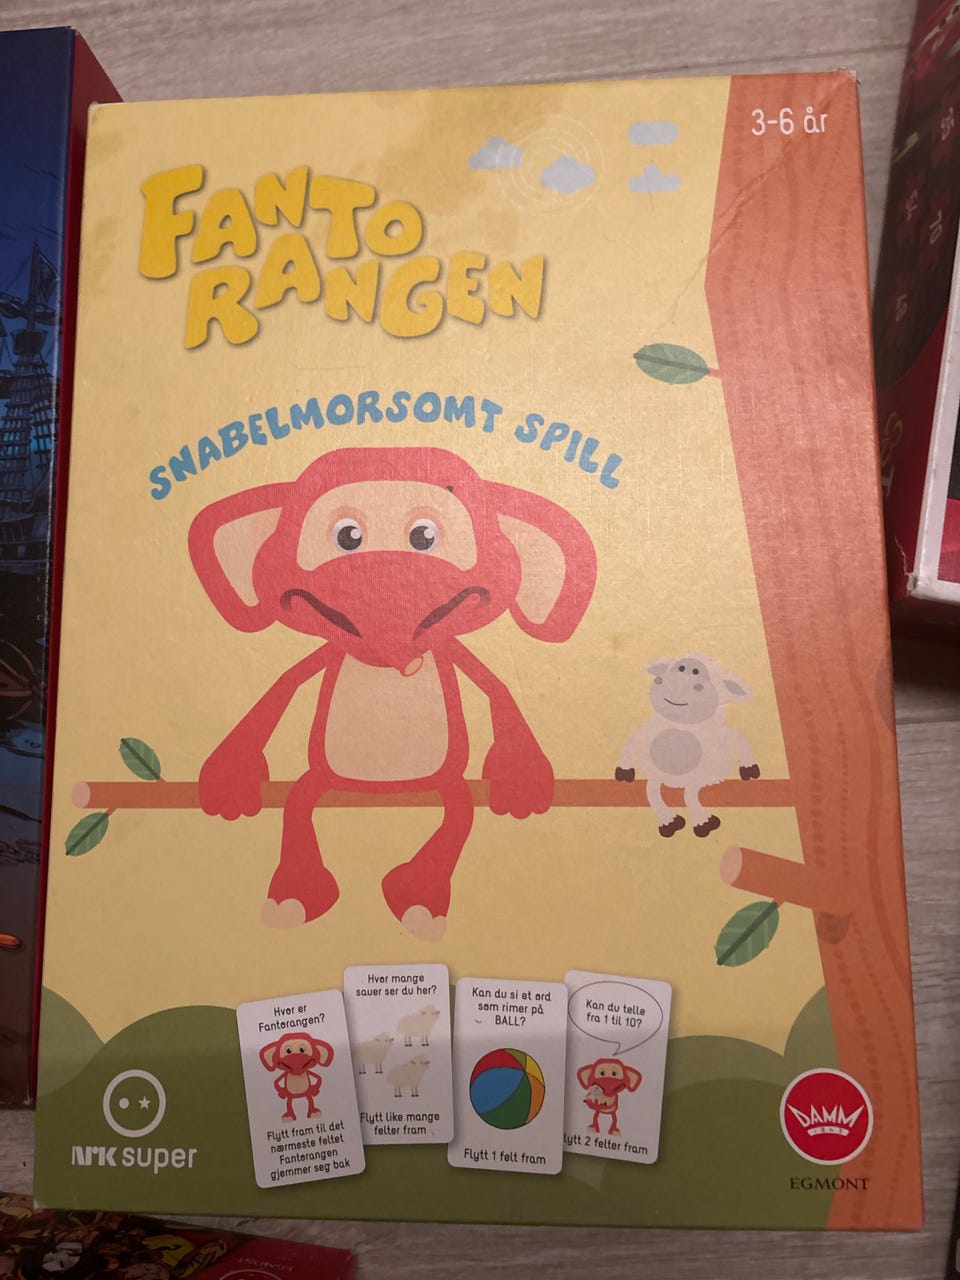 3-6 år
FANTO
RANGEN
SNABELMORSOMT SPILL
Hvor er
Fantorangen?
Flytt fram til det
nærmeste feltet
Fantorangen
gjemmer seg bak
Hvor mange
sauer ser du her?
Flytt like mange
felter fram
Kan du si et ord
som rimer på
BALL?
Flytt 1 felt fram
Kan du telle
fra 1 til 10?
lytt 2 felter fram
NRK super
DAMM
1843
EGMONT